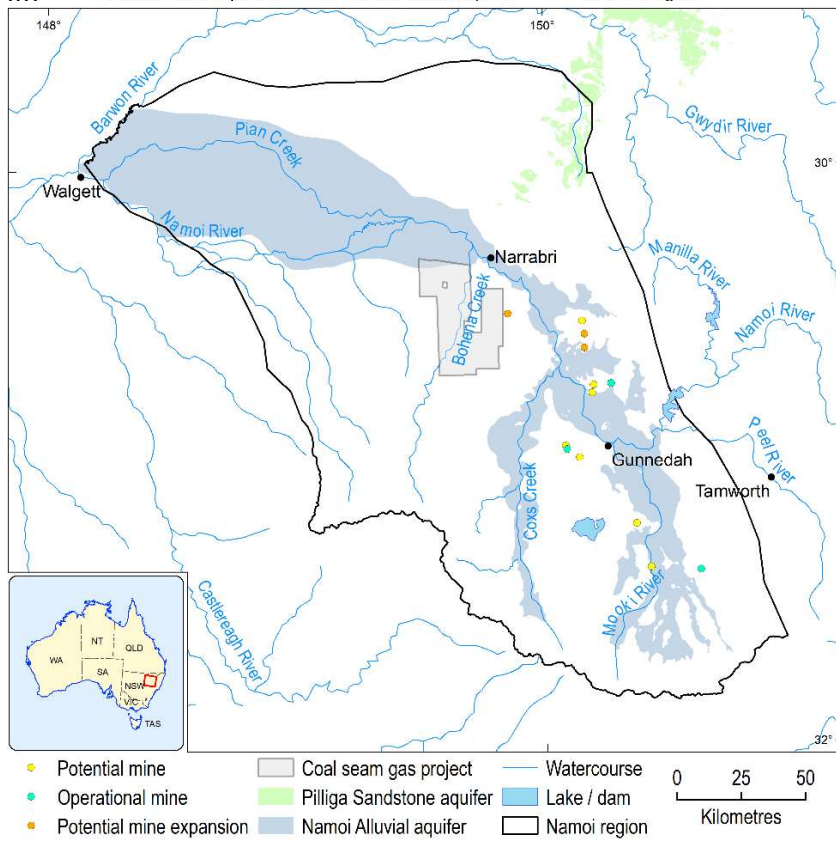 148°
150°
Barwon River
Gwydir River
Pian Creek
30°
Walgett
Namoi River
Narrabri
Manilla River
Namoi River
Bohena Creek
Peel River
Gunnedah
Tamworth
Coxs Creek
Mooki River
Castlereagh River
WA
NT
QLD
SA
NSW
VIC
TAS
32°
Potential mine
Operational mine
Potential mine expansion
Coal seam gas project
Pilliga Sandstone aquifer
Namoi Alluvial aquifer
Watercourse
Lake / dam
Namoi region
0 25 50
Kilometres